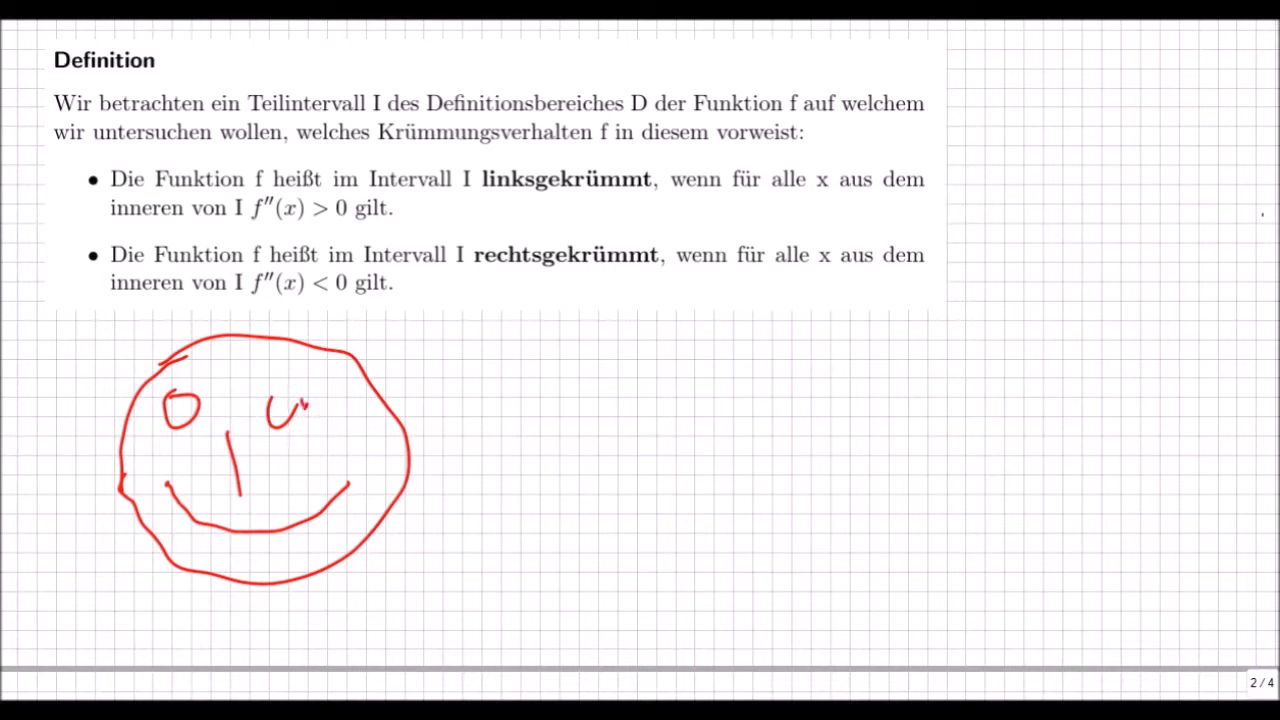 Definition
Wir betrachten ein Teilintervall I des Definitionsbereiches D der Funktion f auf welchem
wir untersuchen wollen, welches Krümmungsverhalten f in diesem vorweist:
• Die Funktion f heißt im Intervall I linksgekrümmt, wenn für alle x aus dem
inneren von I f''(x) > 0 gilt.
• Die Funktion f heißt im Intervall I rechtsgekrümmt, wenn für alle x aus dem
inneren von I f''(x) < 0 gilt.
2 / 4